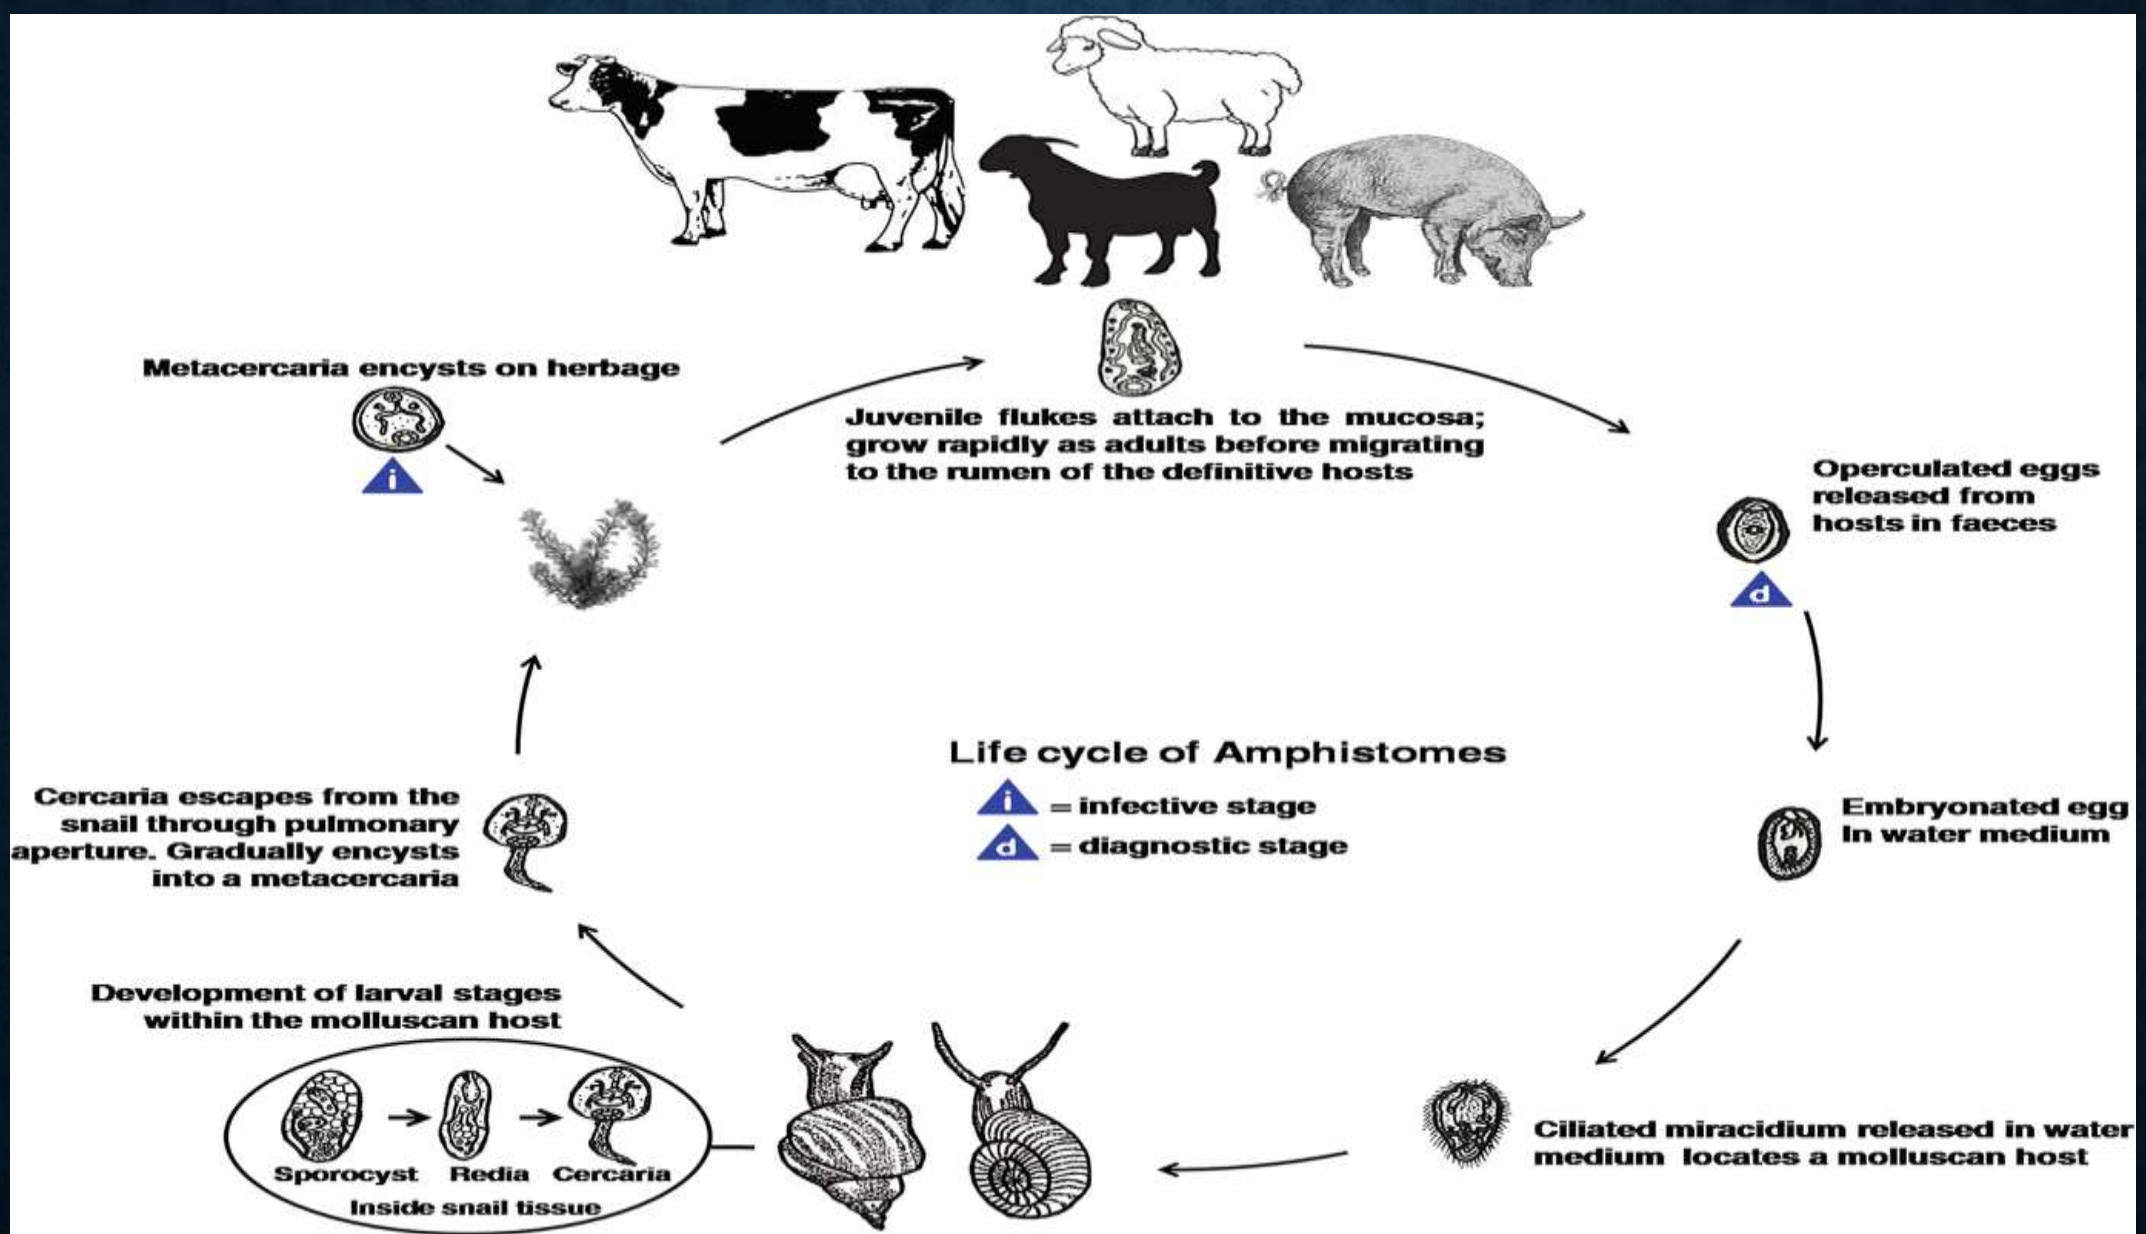 Metacercaria encysts on herbage
i
Juvenile flukes attach to the mucosa;
grow rapidly as adults before migrating
to the rumen of the definitive hosts
Operculated eggs
released from
hosts in faeces
d
Embryonated egg
In water medium
Ciliated miracidium released in water
medium locates a molluscan host
Development of larval stages
within the molluscan host
Sporocyst Redia Cercaria
Inside snail tissue
Cercaria escapes from the
snail through pulmonary
aperture. Gradually encysts
into a metacercaria
Life cycle of Amphistomes
i = infective stage
d = diagnostic stage